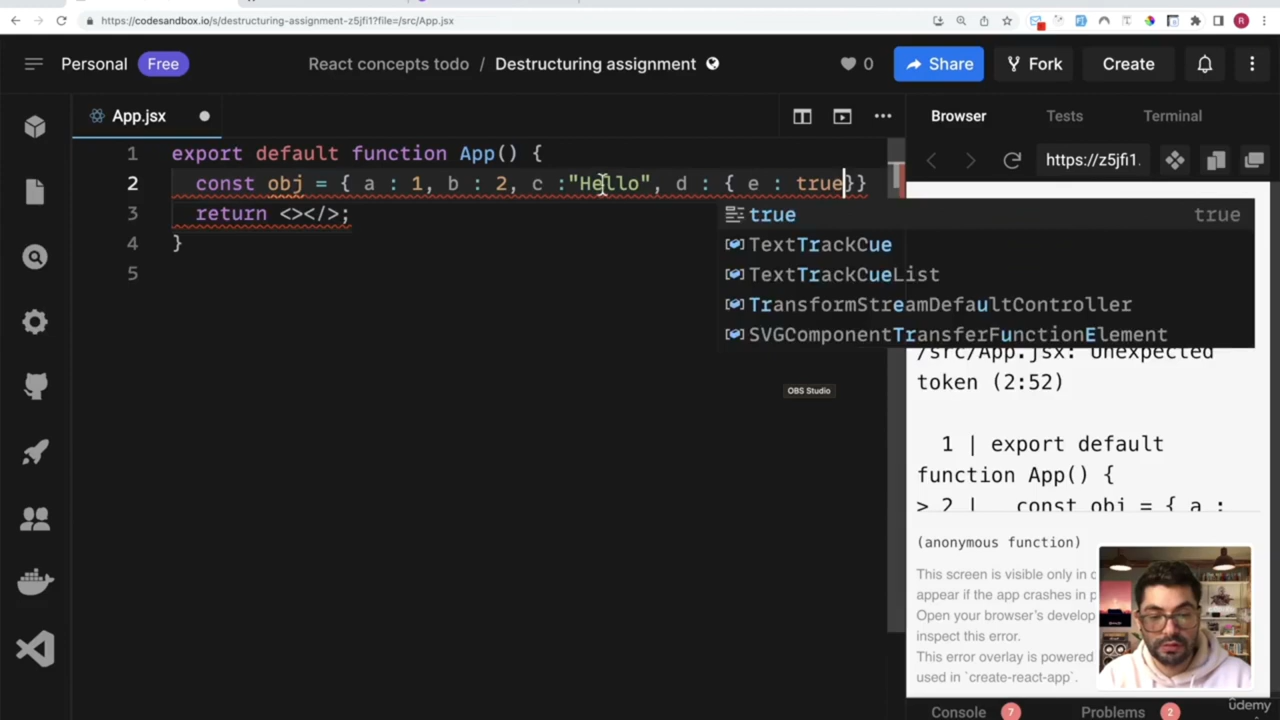 https://codesandbox.io/s/destructuring-assignment-z5jfi1?file=/src/App.jsx
R
Personal Free React concepts todo / Destructuring assignment 0 Share Fork Create
App.jsx
Browser Tests Terminal
https://z5jfi1.
1 export default function App() {
2 const obj = { a : 1, b : 2, c :"Hello", d : { e : true}}
3 return <></>;
4 }
5
true true
TextTrackCue
TextTrackCueList
TransformStreamDefaultController
SVGComponentTransferFunctionElement
/src/App.jsx: Unexpected
token (2:52)
OBS Studio
1 | export default
function App() {
> 2 | const obj = { a :
(anonymous function)
This screen is visible only in
appear if the app crashes in p
Open your browser's develop
inspect this error.
This error overlay is powered
used in `create-react-app`.
Console 7 Problems 2
ûdemy